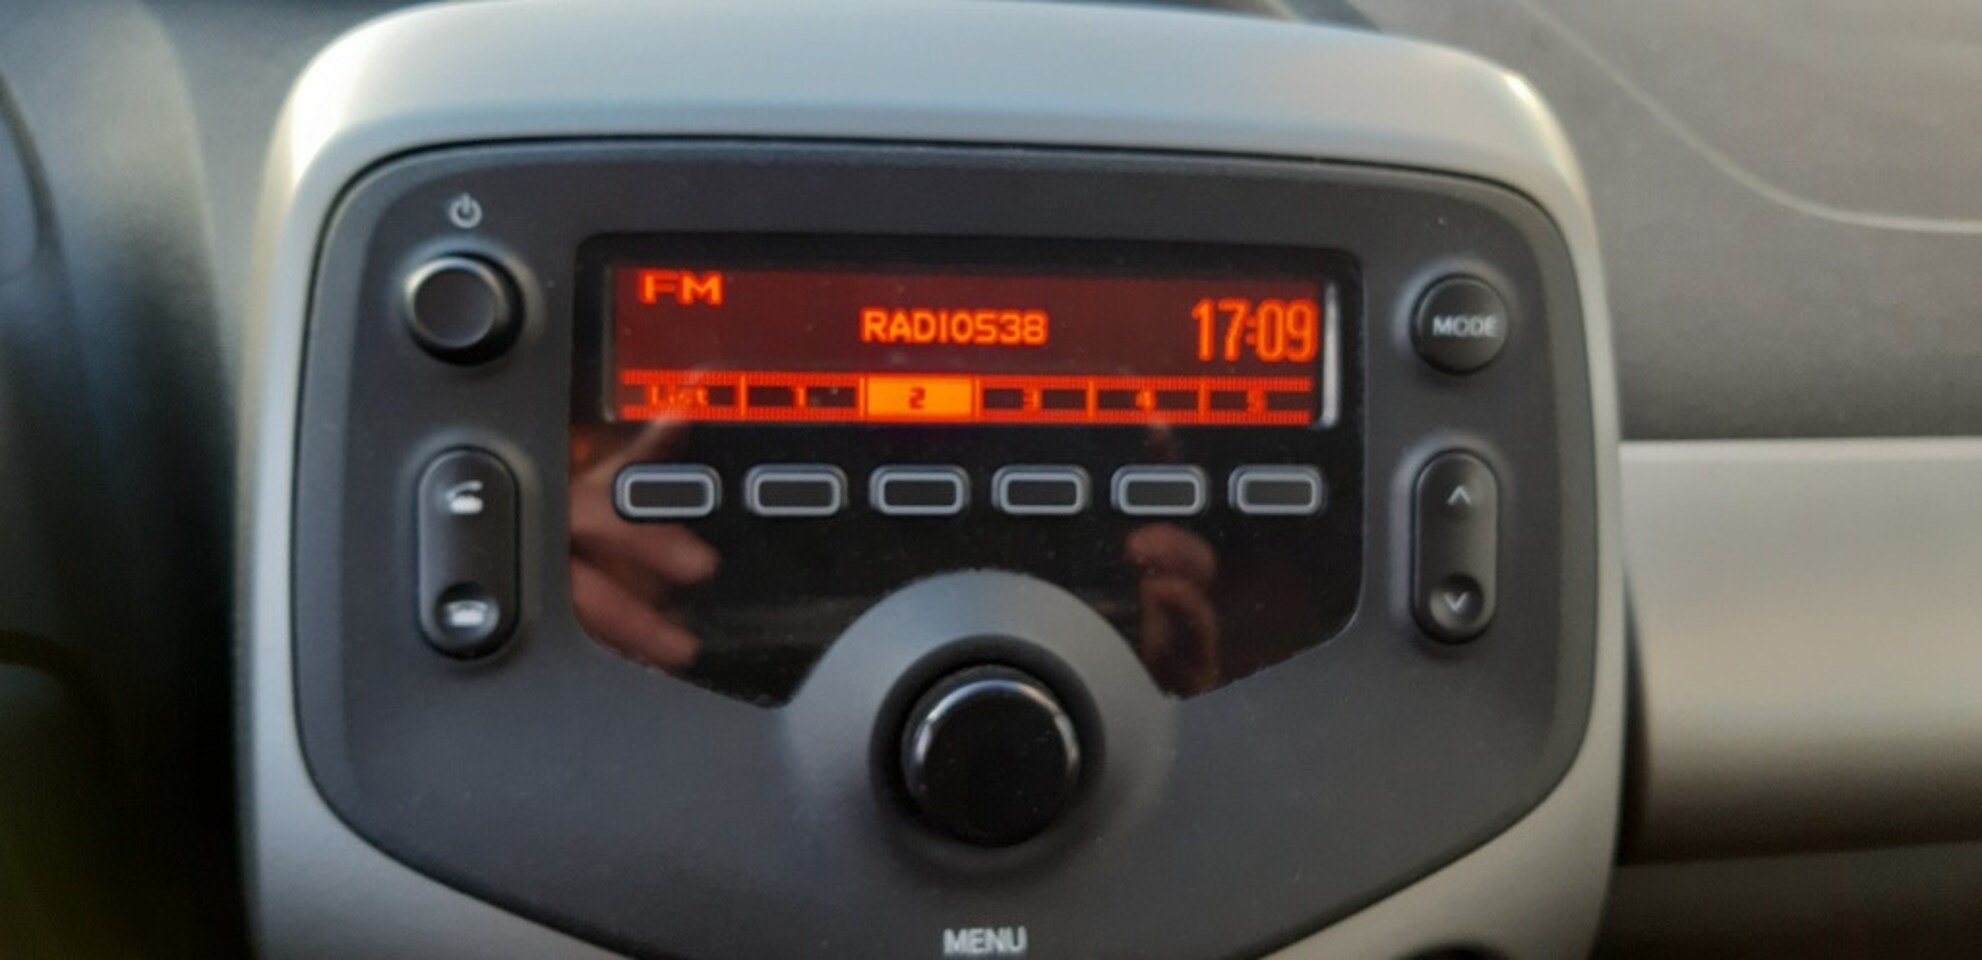 FM
RADIO538
17:09
List 1 2 3 4 5
MODE
MENU